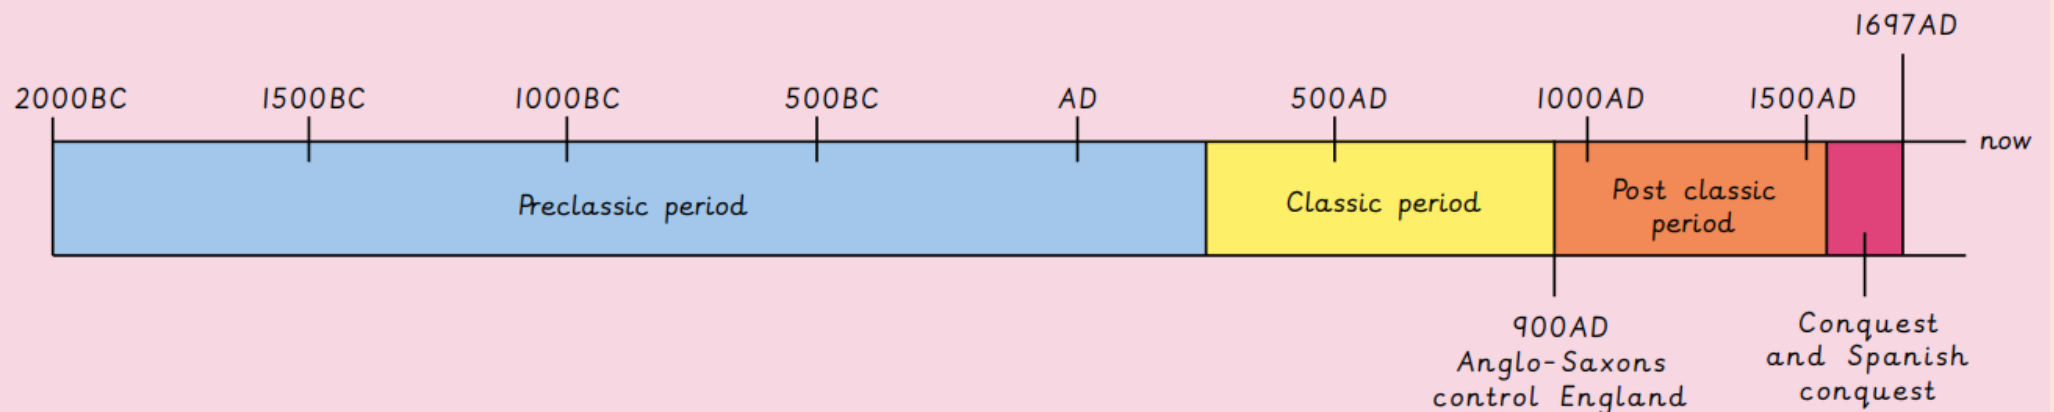 1697AD
2000BC 1500BC 1000BC 500BC AD 500AD 1000AD 1500AD
now
Preclassic period
Classic period
Post classic
period
900AD
Anglo-Saxons
control England
Conquest
and Spanish
conquest